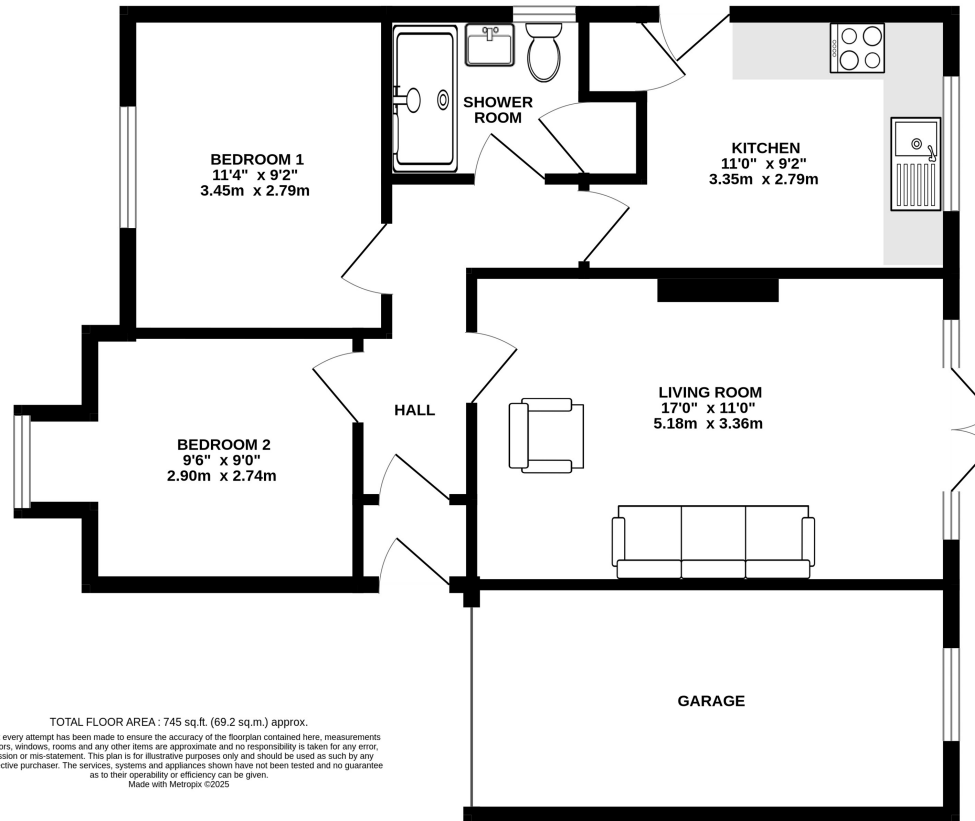 BEDROOM 1
11'4" x 9'2"
3.45m x 2.79m
SHOWER
ROOM
KITCHEN
11'0" x 9'2"
3.35m x 2.79m
BEDROOM 2
9'6" x 9'0"
2.90m x 2.74m
HALL
LIVING ROOM
17'0" x 11'0"
5.18m x 3.36m
GARAGE
TOTAL FLOOR AREA : 745 sq.ft. (69.2 sq.m.) approx.
every attempt has been made to ensure the accuracy of the floorplan contained here, measurements
ors, windows, rooms and any other items are approximate and no responsibility is taken for any error,
ssion or mis-statement. This plan is for illustrative purposes only and should be used as such by any
ective purchaser. The services, systems and appliances shown have not been tested and no guarantee
as to their operability or efficiency can be given.
Made with Metropix ©2025